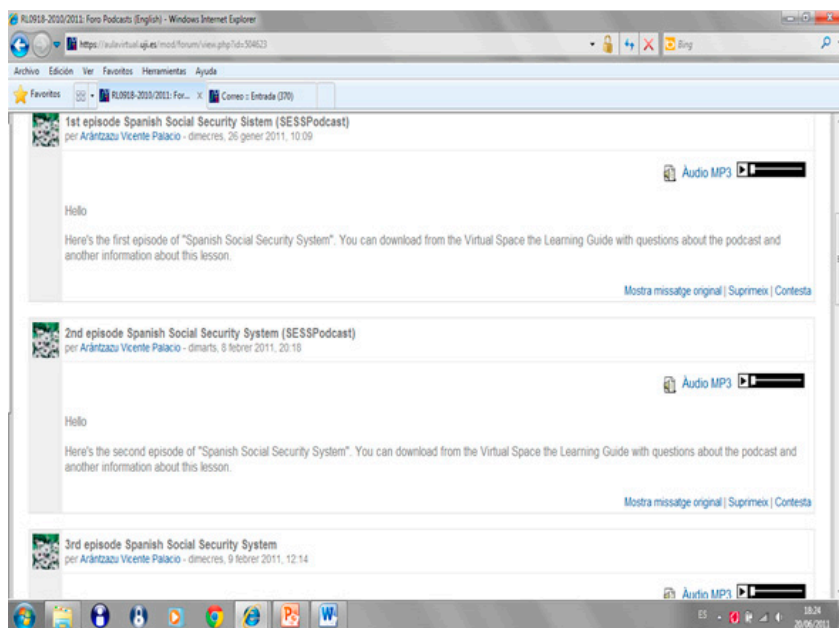 RL0918-2010/2011: Foro Podcasts (English) - Windows Internet Explorer
https://aulavirtual.uji.es/mod/forum/view.php?id=504623
Bing
Archivo Edición Ver Favoritos Herramientas Ayuda
Favoritos RL0918-2010/2011: For... Correo :: Entrada (370)
1st episode Spanish Social Security Sistem (SESSPodcast)
per Arántzazu Vicente Palacio - dimecres, 26 gener 2011, 10:09
Àudio MP3
Hello
Here's the first episode of "Spanish Social Security System". You can download from the Virtual Space the Learning Guide with questions about the podcast and
another information about this lesson.
Mostra missatge original | Suprimeix | Contesta
2nd episode Spanish Social Security System (SESSPodcast)
per Arántzazu Vicente Palacio - dimarts, 8 febrer 2011, 20:18
Àudio MP3
Hello
Here's the second episode of "Spanish Social Security System". You can download from the Virtual Space the Learning Guide with questions about the podcast and
another information about this lesson.
Mostra missatge original | Suprimeix | Contesta
3rd episode Spanish Social Security System
per Arántzazu Vicente Palacio - dimecres, 9 febrer 2011, 12:14
Àudio MP3
ES 18:24
20/06/2011